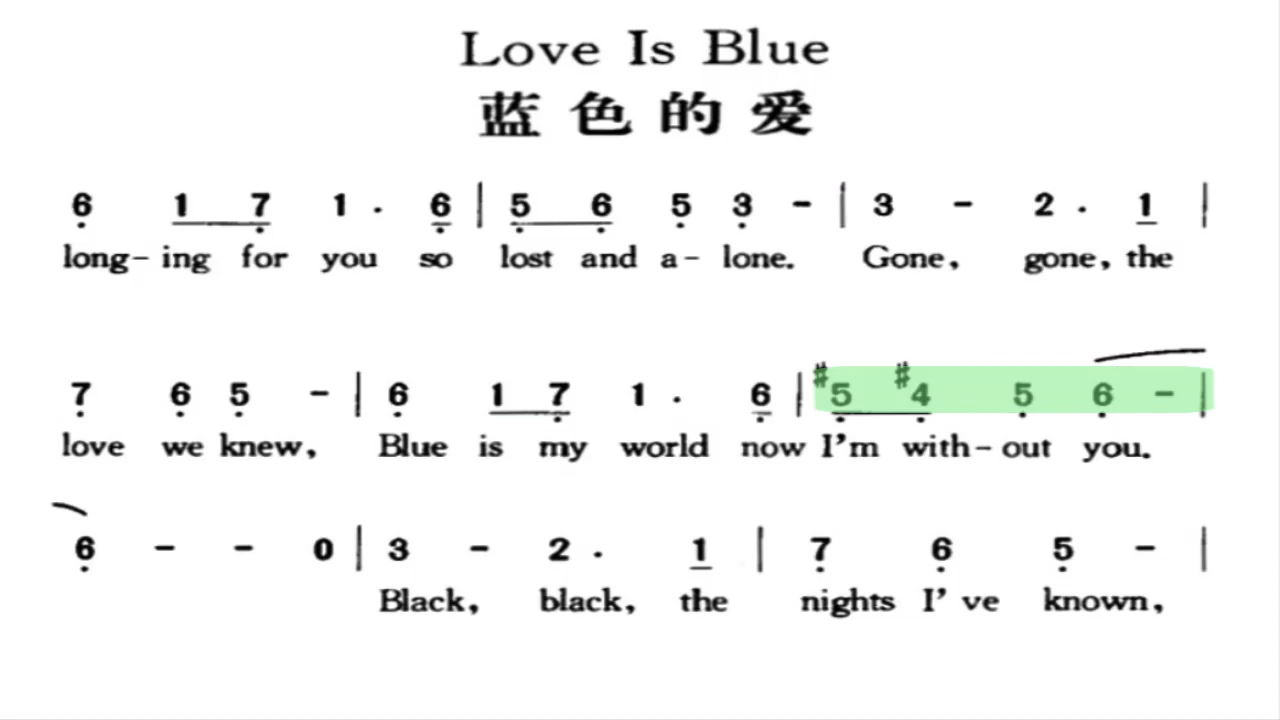 Love Is Blue
蓝色的爱
6 1 7 1 . 6 | 5 6 5 3 - | 3 - 2 . 1 |
long- ing for you so lost and a- lone. Gone, gone, the
7 6 5 - | 6 1 7 1 . 6 | #5 #4 5 6 - |
love we knew, Blue is my world now I'm with-out you.
6 - - 0 | 3 - 2 . 1 | 7 6 5 - |
Black, black, the nights I' ve known,